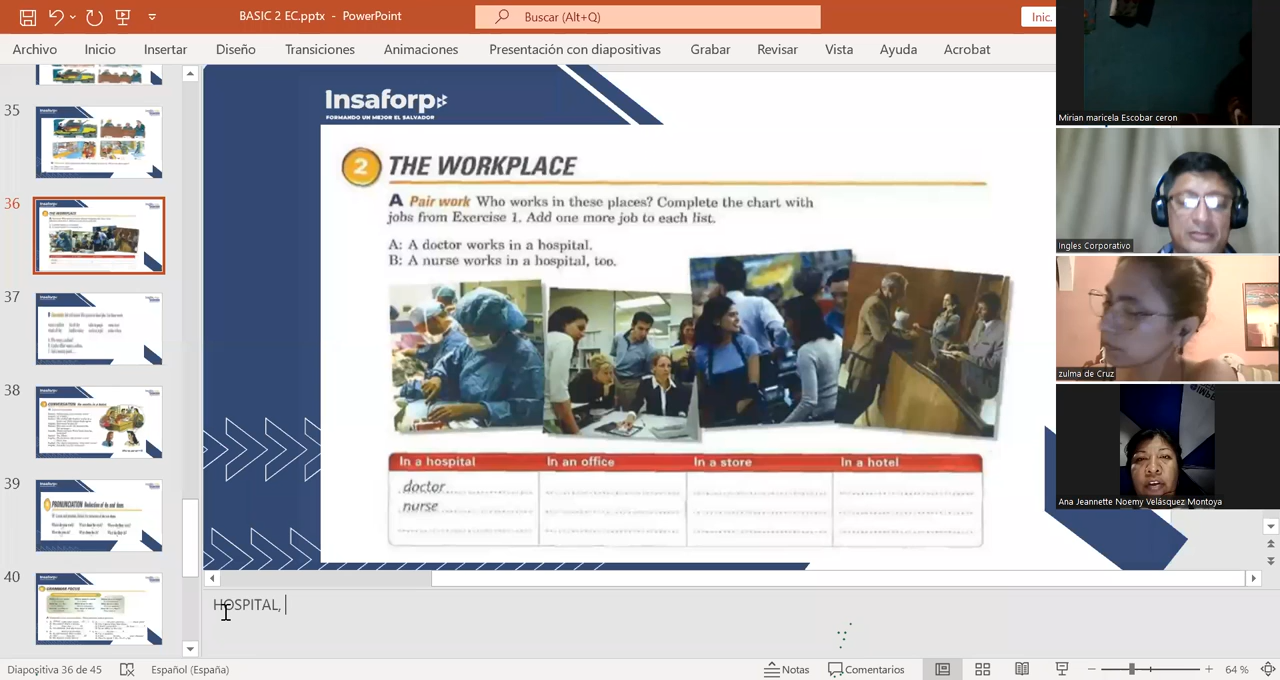 BASIC 2 EC.pptx - PowerPoint
Buscar (Alt+Q)
Inic.
Archivo
Inicio
Insertar
Diseño
Transiciones
Animaciones
Presentación con diapositivas
Grabar
Revisar
Vista
Ayuda
Acrobat
35
36
37
38
39
40
Insaforp
FORMANDO UN MEJOR EL SALVADOR
2 THE WORKPLACE
A Pair work Who works in these places? Complete the chart with
jobs from Exercise 1. Add one more job to each list.
A: A doctor works in a hospital.
B: A nurse works in a hospital, too.
In a hospital
In an office
In a store
In a hotel
doctor
nurse
Mirian maricela Escobar ceron
Ingles Corporativo
zulma de Cruz
Ana Jeannette Noemy Velásquez Montoya
HOSPITAL,
Diapositiva 36 de 45
Español (España)
Notas
Comentarios
64 %